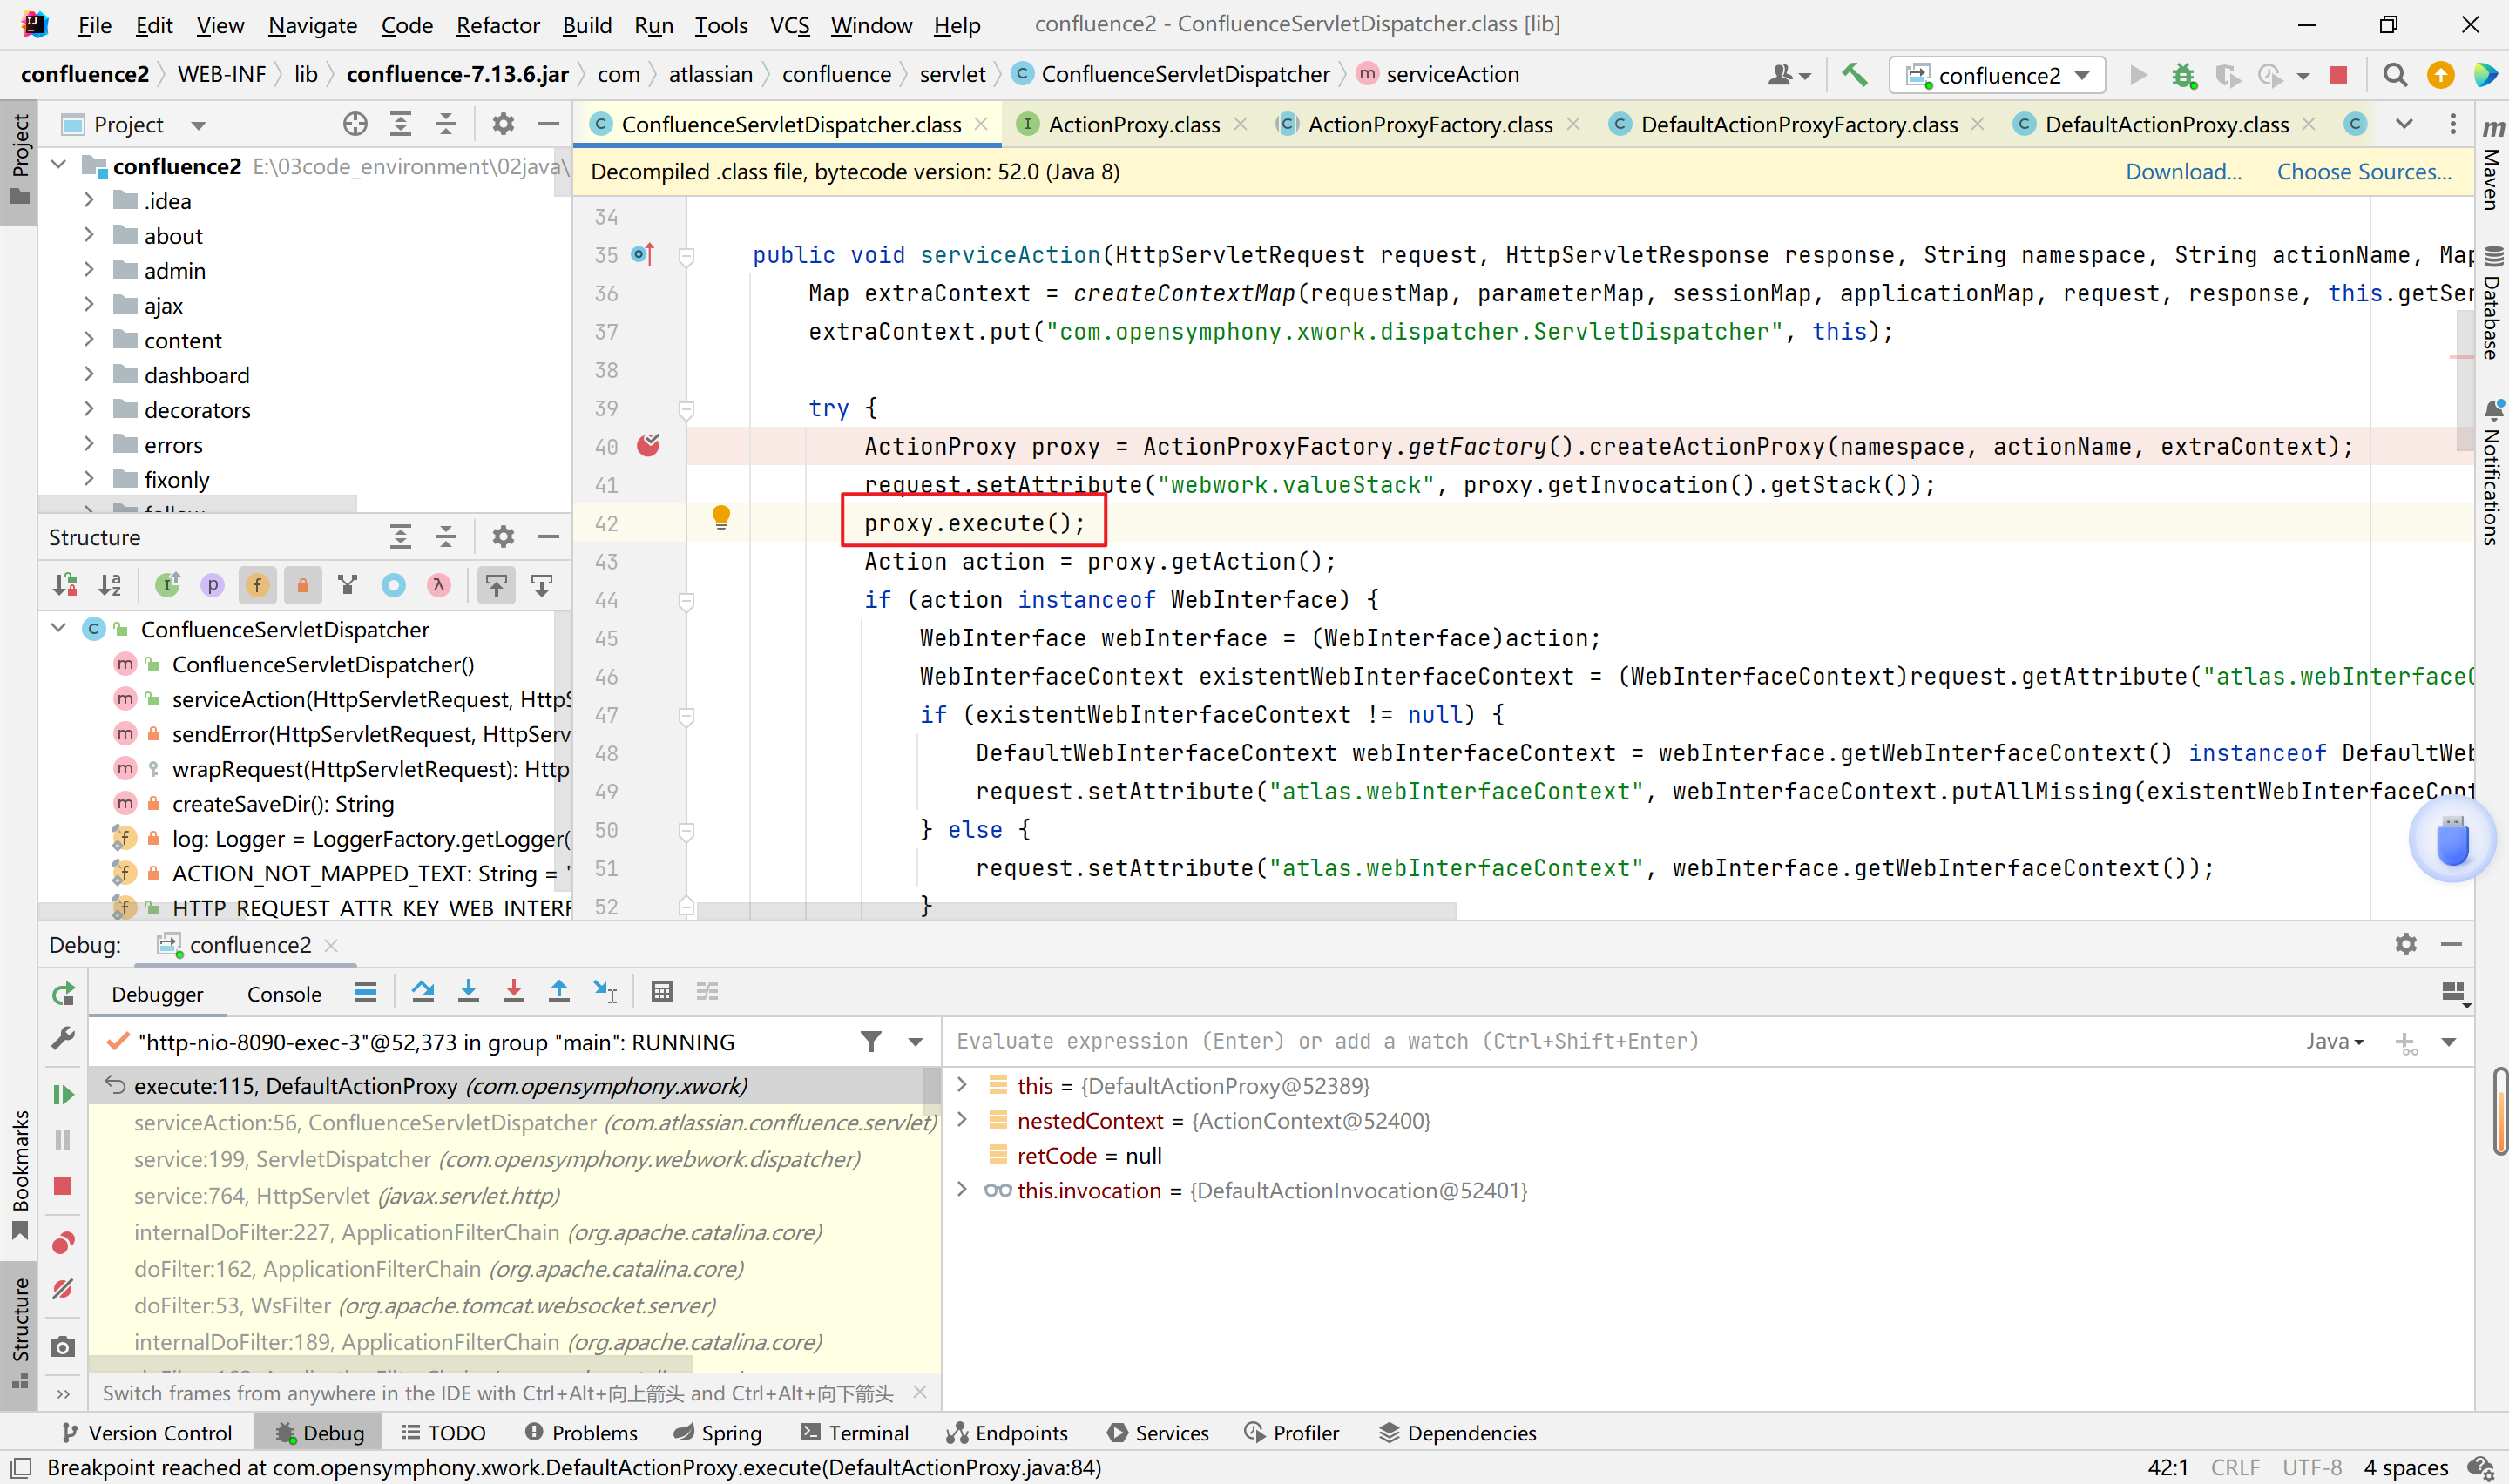 File Edit View Navigate Code Refactor Build Run Tools VCS Window Help confluence2 - ConfluenceServletDispatcher.class [lib]
confluence2 WEB-INF lib confluence-7.13.6.jar com atlassian confluence servlet ConfluenceServletDispatcher serviceAction confluence2
Project
ConfluenceServletDispatcher.class ActionProxy.class ActionProxyFactory.class DefaultActionProxyFactory.class DefaultActionProxy.class
Decompiled .class file, bytecode version: 52.0 (Java 8) Download... Choose Sources...
confluence2 E:\03code_environment\02java\
.idea
about
admin
ajax
content
dashboard
decorators
errors
fixonly
Structure
ConfluenceServletDispatcher
ConfluenceServletDispatcher()
serviceAction(HttpServletRequest, HttpS
sendError(HttpServletRequest, HttpServ
wrapRequest(HttpServletRequest): Https
createSaveDir(): String
log: Logger = LoggerFactory.getLogger(
ACTION_NOT_MAPPED_TEXT: String = "
HTTP_REQUEST_ATTR_KEY_WEB_INTERF
34
35 public void serviceAction(HttpServletRequest request, HttpServletResponse response, String namespace, String actionName, Map
36 Map extraContext = createContextMap(requestMap, parameterMap, sessionMap, applicationMap, request, response, this.getSer
37 extraContext.put("com.opensymphony.xwork.dispatcher.ServletDispatcher", this);
38
39 try {
40 ActionProxy proxy = ActionProxyFactory.getFactory().createActionProxy(namespace, actionName, extraContext);
41 request.setAttribute("webwork.valueStack", proxy.getInvocation().getStack());
42 proxy.execute();
43 Action action = proxy.getAction();
44 if (action instanceof WebInterface) {
45 WebInterface webInterface = (WebInterface)action;
46 WebInterfaceContext existentWebInterfaceContext = (WebInterfaceContext)request.getAttribute("atlas.webInterfaceC
47 if (existentWebInterfaceContext != null) {
48 DefaultWebInterfaceContext webInterfaceContext = webInterface.getWebInterfaceContext() instanceof DefaultWeb
49 request.setAttribute("atlas.webInterfaceContext", webInterfaceContext.putAllMissing(existentWebInterfaceCont
50 } else {
51 request.setAttribute("atlas.webInterfaceContext", webInterface.getWebInterfaceContext());
52 }
Project
Bookmarks
Structure
Maven
Database
Notifications
Debug: confluence2
Debugger Console
"http-nio-8090-exec-3"@52,373 in group "main": RUNNING
execute:115, DefaultActionProxy (com.opensymphony.xwork)
serviceAction:56, ConfluenceServletDispatcher (com.atlassian.confluence.servlet)
service:199, ServletDispatcher (com.opensymphony.webwork.dispatcher)
service:764, HttpServlet (javax.servlet.http)
internalDoFilter:227, ApplicationFilterChain (org.apache.catalina.core)
doFilter:162, ApplicationFilterChain (org.apache.catalina.core)
doFilter:53, WsFilter (org.apache.tomcat.websocket.server)
internalDoFilter:189, ApplicationFilterChain (org.apache.catalina.core)
Switch frames from anywhere in the IDE with Ctrl+Alt+向上箭头 and Ctrl+Alt+向下箭头
Evaluate expression (Enter) or add a watch (Ctrl+Shift+Enter) Java
this = {DefaultActionProxy@52389}
nestedContext = {ActionContext@52400}
retCode = null
this.invocation = {DefaultActionInvocation@52401}
Version Control Debug TODO Problems Spring Terminal Endpoints Services Profiler Dependencies
Breakpoint reached at com.opensymphony.xwork.DefaultActionProxy.execute(DefaultActionProxy.java:84) 42:1 CRLF UTF-8 4 spaces